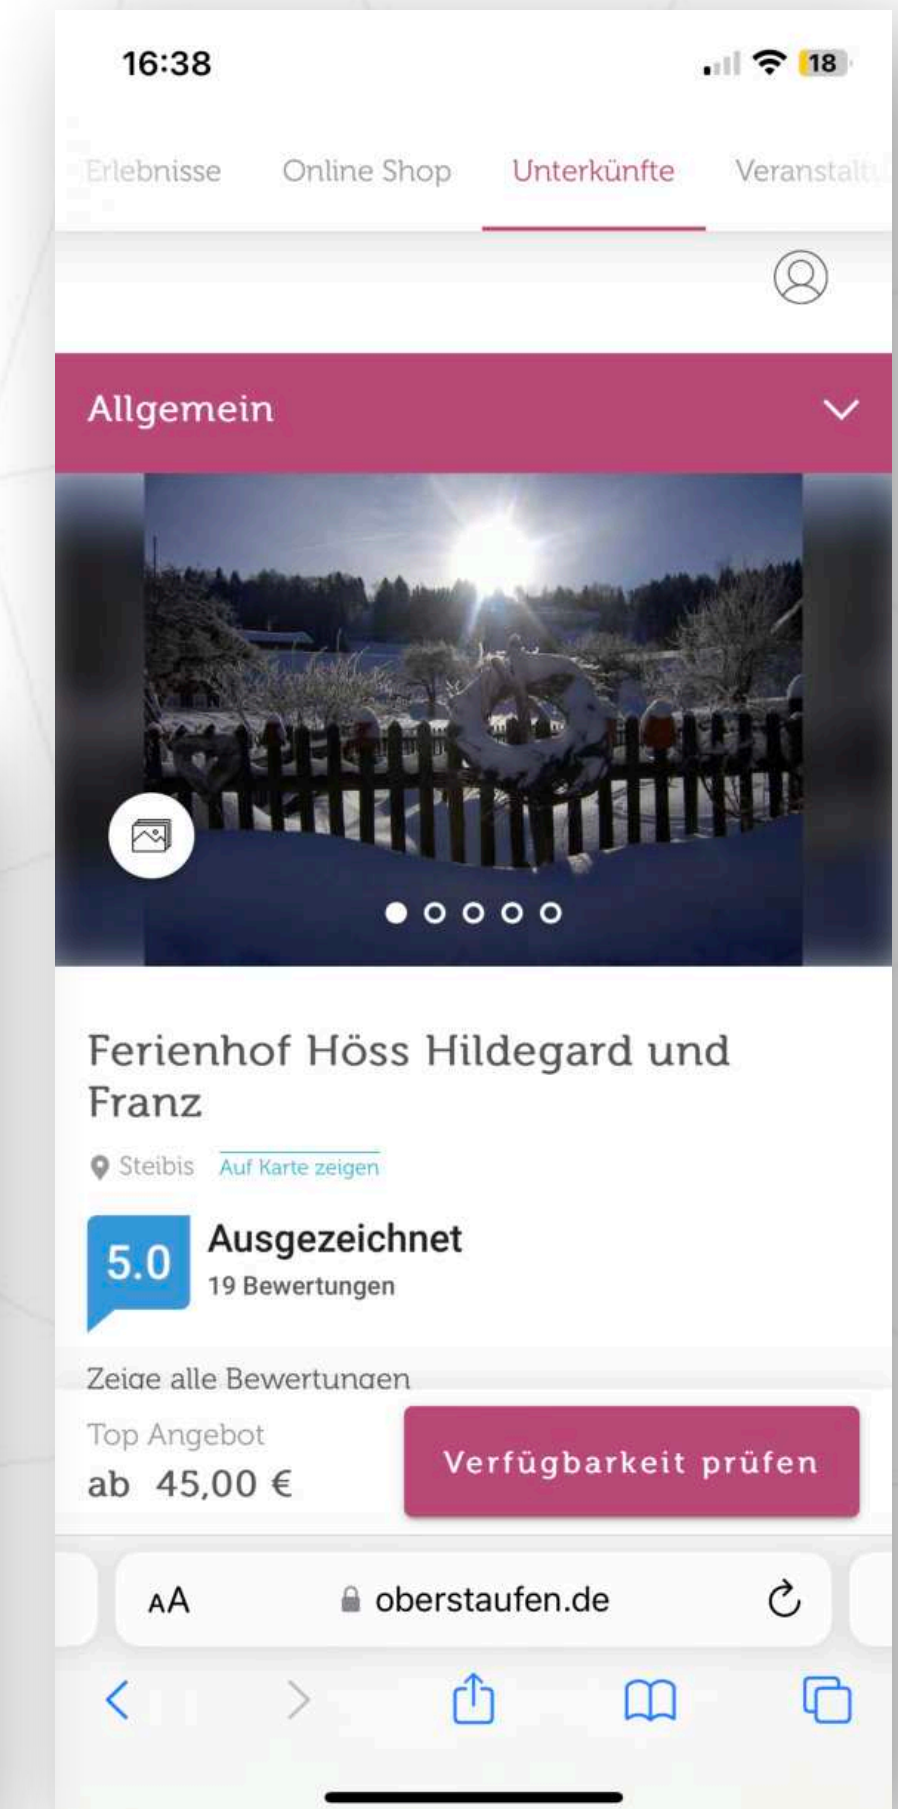 16:38
18
Erlebnisse Online Shop Unterkünfte Veranstaltu
Allgemein
Ferienhof Höss Hildegard und
Franz
Steibis Auf Karte zeigen
5.0
Ausgezeichnet
19 Bewertungen
Zeige alle Bewertungen
Top Angebot
ab 45,00 €
Verfügbarkeit prüfen
AA oberstaufen.de